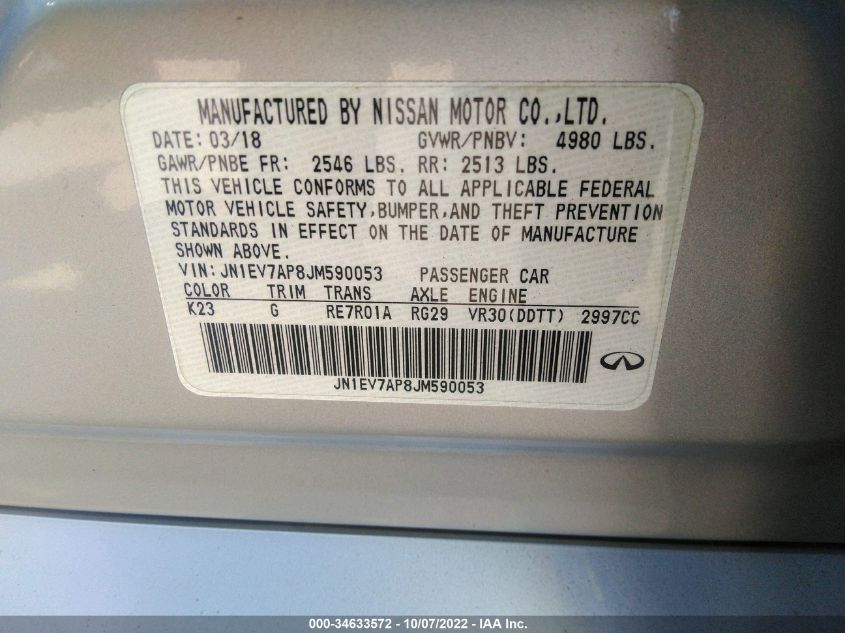 MANUFACTURED BY NISSAN MOTOR CO.,LTD.
DATE: 03/18 GVWR/PNBV: 4980 LBS.
GAWR/PNBE FR: 2546 LBS. RR: 2513 LBS.
THIS VEHICLE CONFORMS TO ALL APPLICABLE FEDERAL
MOTOR VEHICLE SAFETY,BUMPER,AND THEFT PREVENTION
STANDARDS IN EFFECT ON THE DATE OF MANUFACTURE
SHOWN ABOVE.
VIN:JN1EV7AP8JM590053 PASSENGER CAR
COLOR TRIM TRANS AXLE ENGINE
K23 G RE7R01A RG29 VR30(DDTT) 2997CC
JN1EV7AP8JM590053
000-34633572 - 10/07/2022 - IAA Inc.